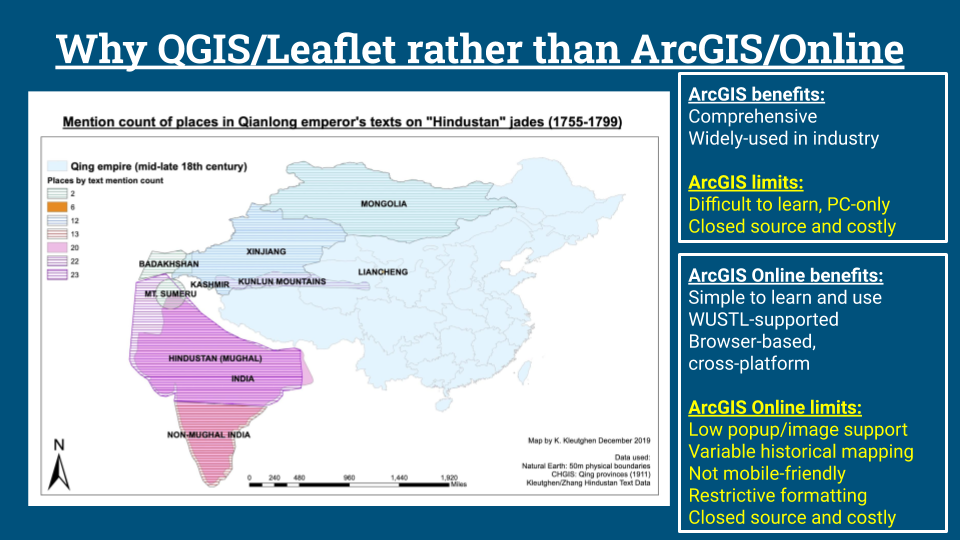 Why QGIS/Leaflet rather than ArcGIS/Online
Mention count of places in Qianlong emperor's texts on "Hindustan" jades (1755-1799)
Qing empire (mid-late 18th century)
Places by text mention count
2
6
12
13
20
22
23
MONGOLIA
XINJIANG
BADAKHSHAN
LIANCHENG
KASHMIR
KUNLUN MOUNTAINS
MT. SUMERU
HINDUSTAN (MUGHAL)
INDIA
NON-MUGHAL INDIA
N
0 240 480 960 1,440 1,920
Miles
Map by K. Kleutghen December 2019
Data used:
Natural Earth: 50m physical boundaries
CHGIS: Qing provinces (1911)
Kleutghen/Zhang Hindustan Text Data
ArcGIS benefits:
Comprehensive
Widely-used in industry
ArcGIS limits:
Difficult to learn, PC-only
Closed source and costly
ArcGIS Online benefits:
Simple to learn and use
WUSTL-supported
Browser-based,
cross-platform
ArcGIS Online limits:
Low popup/image support
Variable historical mapping
Not mobile-friendly
Restrictive formatting
Closed source and costly